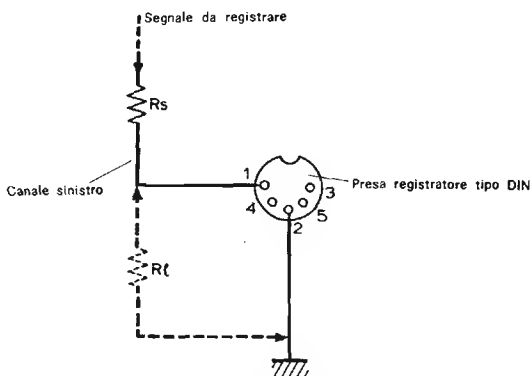 Segnale da registrare
Rs
Canale sinistro
1
3
Presa registratore tipo DIN
4
5
2
Rℓ